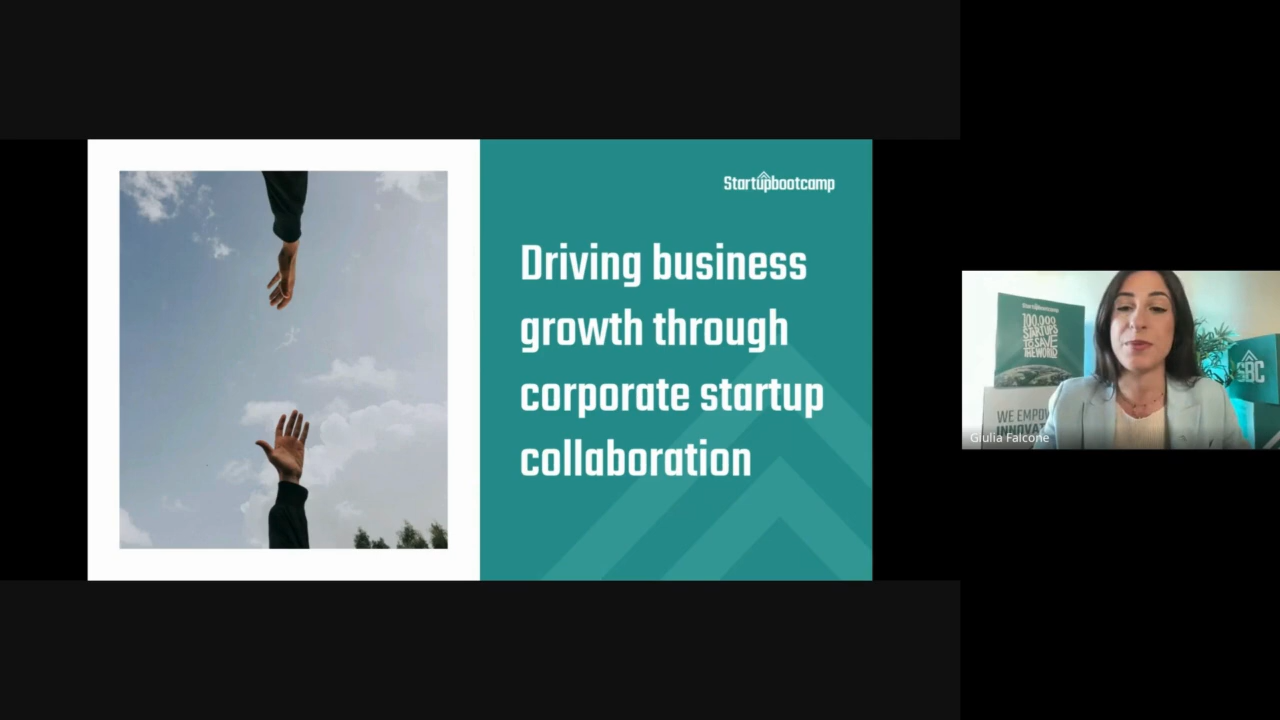 Startupbootcamp
Driving business
growth through
corporate startup
collaboration
Startupbootcamp
100,000
STARTUPS
TO SAVE
THE WORLD
SBC
WE EMPOW
INNOVAT
Giulia Falcone